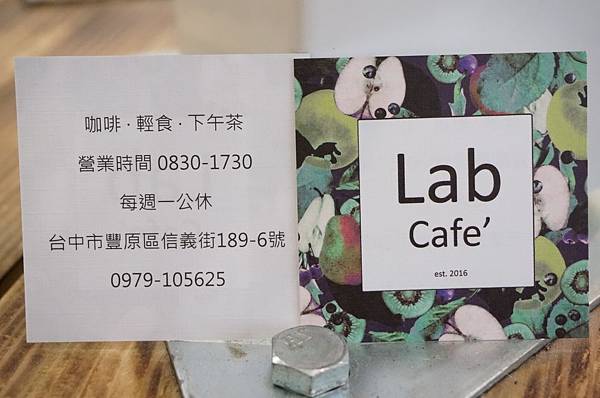 咖啡·輕食·下午茶
營業時間 0830-1730
每週一公休
台中市豐原區信義街189-6號
0979-105625
Lab
Cafe’
est. 2016